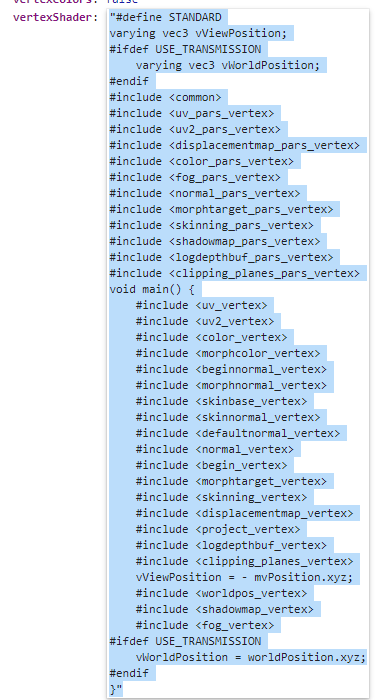 vertexColors: false
vertexShader: "#define STANDARD
varying vec3 vViewPosition;
#ifdef USE_TRANSMISSION
    varying vec3 vWorldPosition;
#endif
#include <common>
#include <uv_pars_vertex>
#include <uv2_pars_vertex>
#include <displacementmap_pars_vertex>
#include <color_pars_vertex>
#include <fog_pars_vertex>
#include <normal_pars_vertex>
#include <morphtarget_pars_vertex>
#include <skinning_pars_vertex>
#include <shadowmap_pars_vertex>
#include <logdepthbuf_pars_vertex>
#include <clipping_planes_pars_vertex>
void main() {
    #include <uv_vertex>
    #include <uv2_vertex>
    #include <color_vertex>
    #include <morphcolor_vertex>
    #include <beginnormal_vertex>
    #include <morphnormal_vertex>
    #include <skinbase_vertex>
    #include <skinnormal_vertex>
    #include <defaultnormal_vertex>
    #include <normal_vertex>
    #include <begin_vertex>
    #include <morphtarget_vertex>
    #include <skinning_vertex>
    #include <displacementmap_vertex>
    #include <project_vertex>
    #include <logdepthbuf_vertex>
    #include <clipping_planes_vertex>
    vViewPosition = - mvPosition.xyz;
    #include <worldpos_vertex>
    #include <shadowmap_vertex>
    #include <fog_vertex>
#ifdef USE_TRANSMISSION
    vWorldPosition = worldPosition.xyz;
#endif
}"